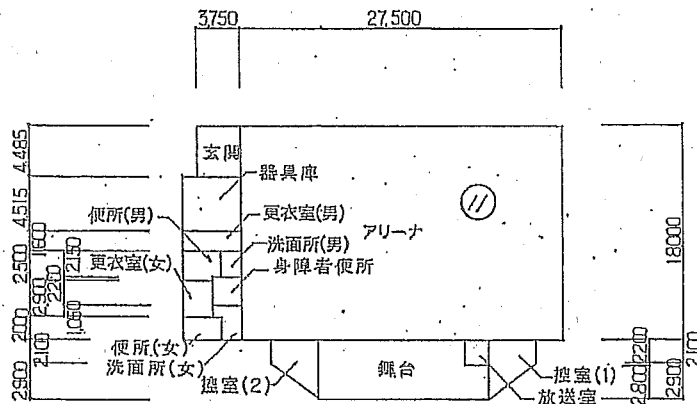 3,750
27,500
玄関
器具庫
便所(男)
更衣室(男)
洗面所(男)
アリーナ
更衣室(女)
身障者便所
便所(女)
洗面所(女)
控室(2)
舞台
控室(1)
放送室
4,485
4,515
1,600
2,500
2,150
2,900
2,200
1,050
2,000
2,100
2,900
18,000
2,200
2,100
2,800
2,900